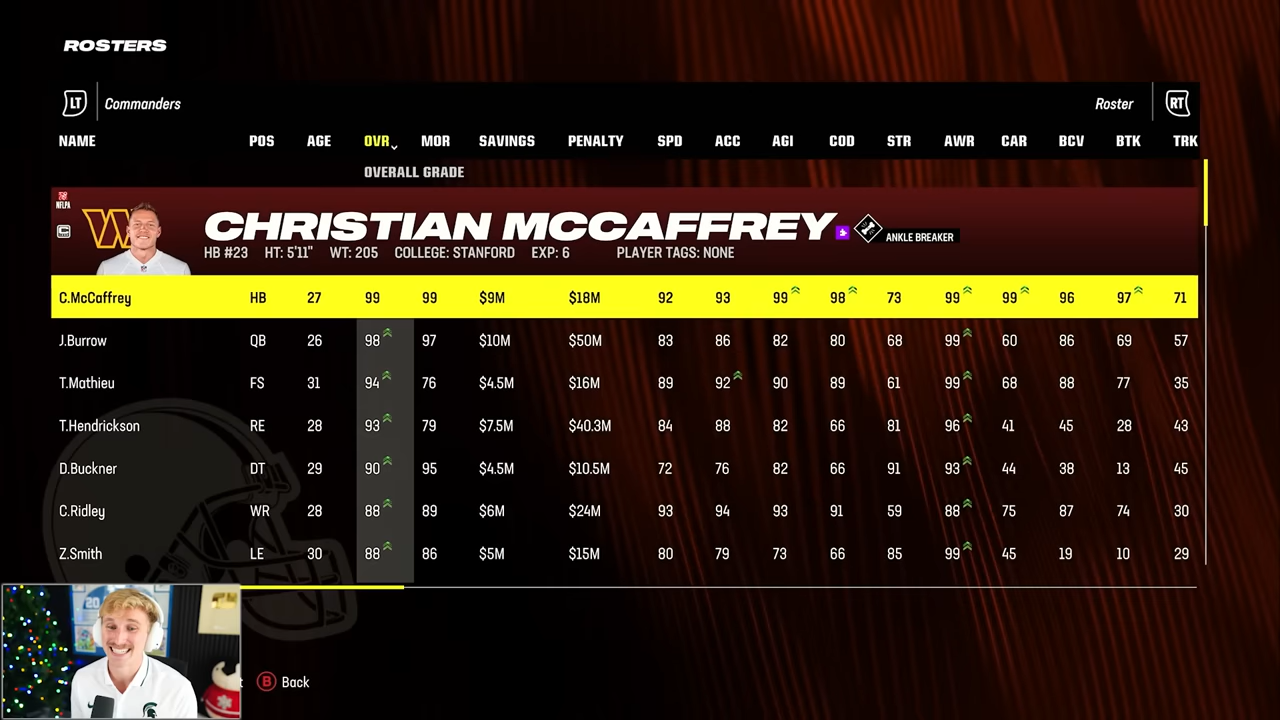 ROSTERS
LT Commanders Roster RT
NAME POS AGE OVR MOR SAVINGS PENALTY SPD ACC AGI COD STR AWR CAR BCV BTK TRK
OVERALL GRADE
NFLPA
C
W CHRISTIAN MCCAFFREY ANKLE BREAKER
HB #23 HT: 5'11" WT: 205 COLLEGE: STANFORD EXP: 6 PLAYER TAGS: NONE
C.McCaffrey HB 27 99 99 $9M $18M 92 93 99 98 73 99 99 96 97 71
J.Burrow QB 26 98 97 $10M $50M 83 86 82 80 68 99 60 86 69 57
T.Mathieu FS 31 94 76 $4.5M $16M 89 92 90 89 61 99 68 88 77 35
T.Hendrickson RE 28 93 79 $7.5M $40.3M 84 88 82 66 81 96 41 45 28 43
D.Buckner DT 29 90 95 $4.5M $10.5M 72 76 82 66 91 93 44 38 13 45
C.Ridley WR 28 88 89 $6M $24M 93 94 93 91 59 88 75 87 74 30
Z.Smith LE 30 88 86 $5M $15M 80 79 73 66 85 99 45 19 10 29
B Back